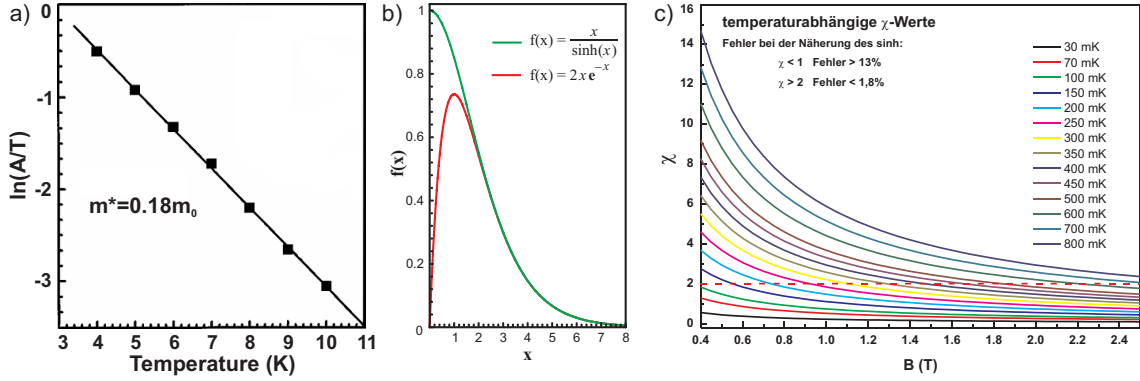 a)
0
-1
-2
-3
ln(A/T)
m*=0.18m₀
3 4 5 6 7 8 9 10 11
Temperature (K)
b)
f(x) = x / sinh(x)
f(x) = 2x e⁻ˣ
1
0.8
0.6
0.4
0.2
0
f(x)
1 2 3 4 5 6 7 8
x
c)
temperaturabhängige χ-Werte
Fehler bei der Näherung des sinh:
χ < 1 Fehler > 13%
χ > 2 Fehler < 1,8%
30 mK
70 mK
100 mK
150 mK
200 mK
250 mK
300 mK
350 mK
400 mK
450 mK
500 mK
600 mK
700 mK
800 mK
16
14
12
10
8
6
4
2
0
χ
0.4 0.6 0.8 1.0 1.2 1.4 1.6 1.8 2.0 2.2 2.4
B (T)